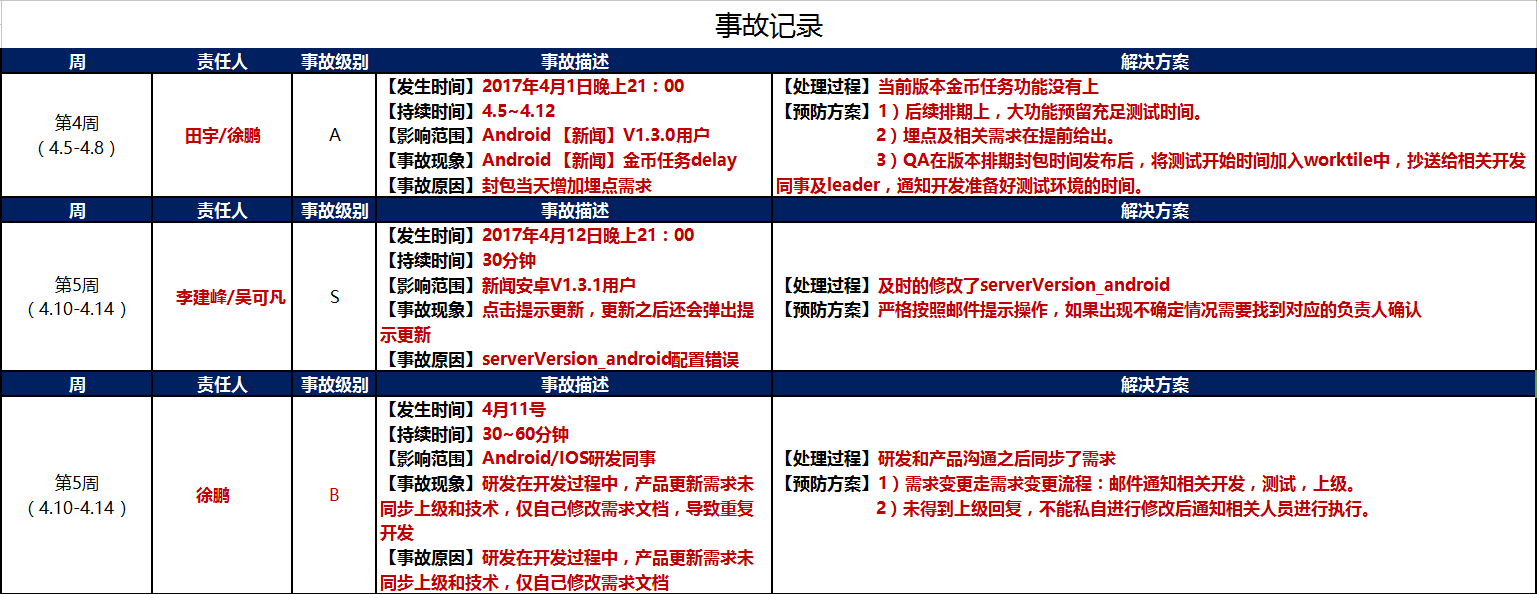 事故记录
周 责任人 事故级别 事故描述 解决方案
第4周
（4.5-4.8）
田宇/徐鹏
A
【发生时间】2017年4月1日晚上21：00
【持续时间】4.5~4.12
【影响范围】Android 【新闻】V1.3.0用户
【事故现象】Android 【新闻】金币任务delay
【事故原因】封包当天增加埋点需求
【处理过程】当前版本金币任务功能没有上
【预防方案】1）后续排期上，大功能预留充足测试时间。
2）埋点及相关需求在提前给出。
3）QA在版本排期封包时间发布后，将测试开始时间加入worktile中，抄送给相关开发
同事及leader，通知开发准备好测试环境的时间。
周 责任人 事故级别 事故描述 解决方案
第5周
（4.10-4.14）
李建峰/吴可凡
S
【发生时间】2017年4月12日晚上21：00
【持续时间】30分钟
【影响范围】新闻安卓V1.3.1用户
【事故现象】点击提示更新，更新之后还会弹出提
示更新
【事故原因】serverVersion_android配置错误
【处理过程】及时的修改了serverVersion_android
【预防方案】严格按照邮件提示操作，如果出现不确定情况需要找到对应的负责人确认
周 责任人 事故级别 事故描述 解决方案
第5周
（4.10-4.14）
徐鹏
B
【发生时间】4月11号
【持续时间】30~60分钟
【影响范围】Android/IOS研发同事
【事故现象】研发在开发过程中，产品更新需求未
同步上级和技术，仅自己修改需求文档，导致重复
开发
【事故原因】研发在开发过程中，产品更新需求未
同步上级和技术，仅自己修改需求文档
【处理过程】研发和产品沟通之后同步了需求
【预防方案】1）需求变更走需求变更流程：邮件通知相关开发，测试，上级。
2）未得到上级回复，不能私自进行修改后通知相关人员进行执行。